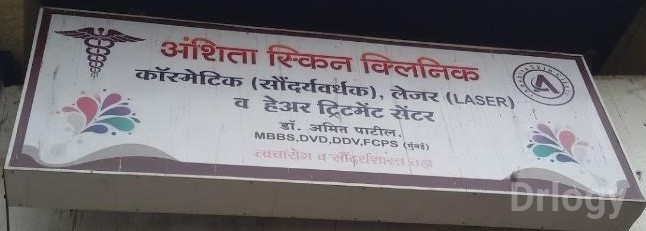 अंशिता स्किन क्लिनिक
कॉस्मेटिक (सौंदर्यवर्धक), लेजर (LASER)
व हेअर ट्रिटमेंट सेंटर
डॉ. अमित पाटील.
MBBS,DVD,DDV,FCPS (मुंबई)
त्वचारोग व सौंदर्यशास्त्र तज्ञ
Drlogy